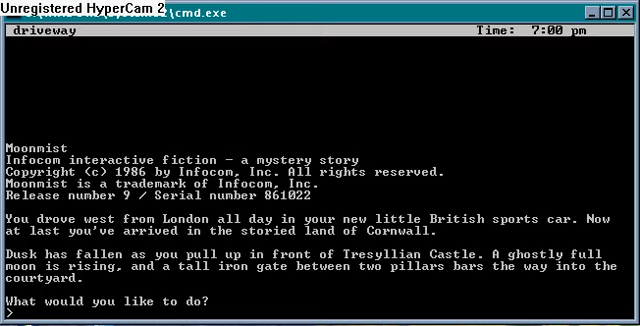 Unregistered HyperCam 2
cmd.exe
driveway Time: 7:00 pm
Moonmist
Infocom interactive fiction - a mystery story
Copyright (c) 1986 by Infocom, Inc. All rights reserved.
Moonmist is a trademark of Infocom, Inc.
Release number 9 / Serial number 861022
You drove west from London all day in your new little British sports car. Now
at last you've arrived in the storied land of Cornwall.
Dusk has fallen as you pull up in front of Tresyllian Castle. A ghostly full
moon is rising, and a tall iron gate between two pillars bars the way into the
courtyard.
What would you like to do?
>